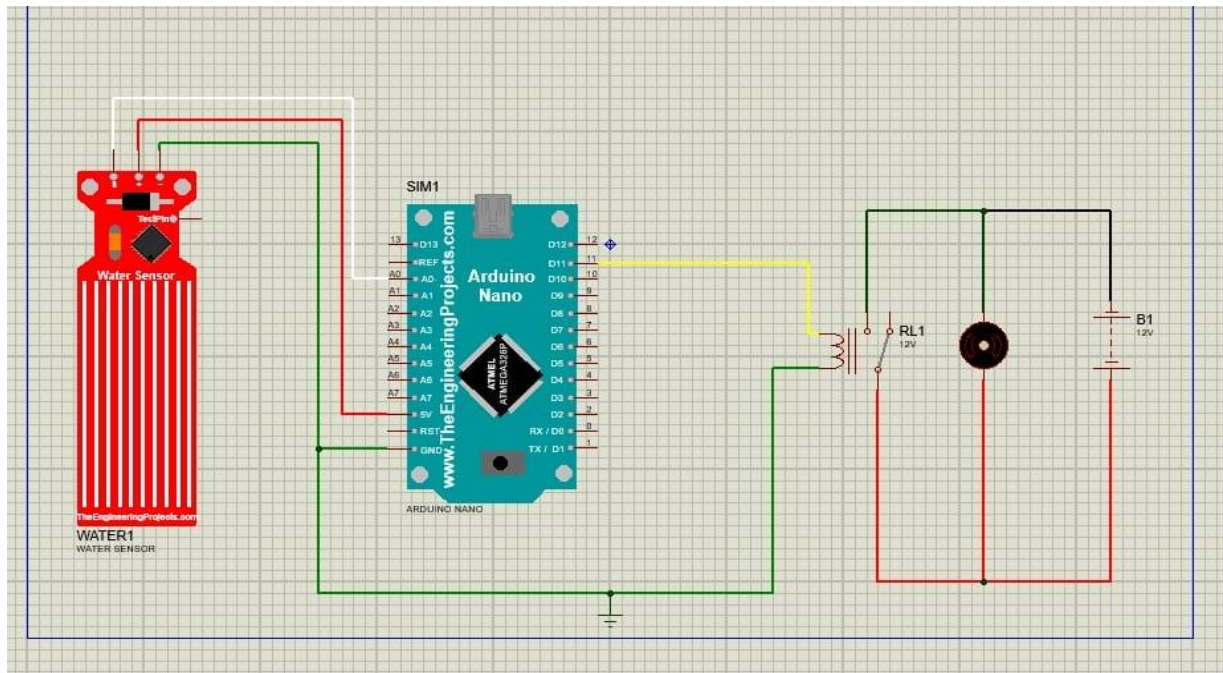 TestPin
Water Sensor
TheEngineeringProjects.com
WATER1
WATER SENSOR
SIM1
www.TheEngineeringProjects.com
Arduino
Nano
ATMEL
ATMEGA328P
13 D13
REF
A0 A0
A1 A1
A2 A2
A3 A3
A4 A4
A5 A5
A6 A6
A7 A7
5V
RST
GND
D12 12
D11 11
D10 10
D9 9
D8 8
D7 7
D6 6
D5 5
D4 4
D3 3
D2 2
RX / D0 0
TX / D1 1
ARDUINO NANO
RL1
12V
B1
12V